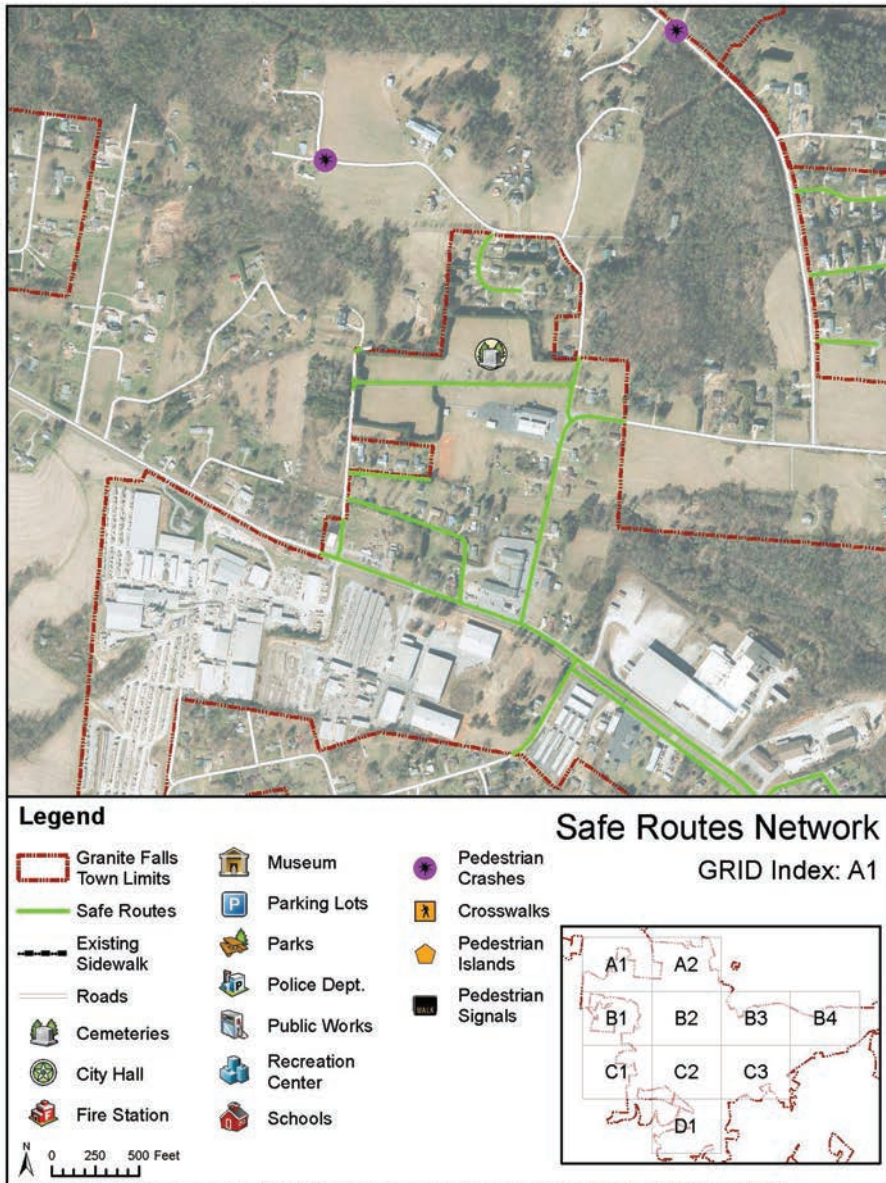 Legend
Granite Falls
Town Limits
Safe Routes
Existing
Sidewalk
Roads
Cemeteries
City Hall
Fire Station
Museum
P
Parking Lots
Parks
P
Police Dept.
Public Works
Recreation
Center
F
Schools
Pedestrian
Crashes
Crosswalks
Pedestrian
Islands
WALK
Pedestrian
Signals
Safe Routes Network
GRID Index: A1
A1 A2
B1 B2 B3 B4
C1 C2 C3
D1
N
0 250 500 Feet